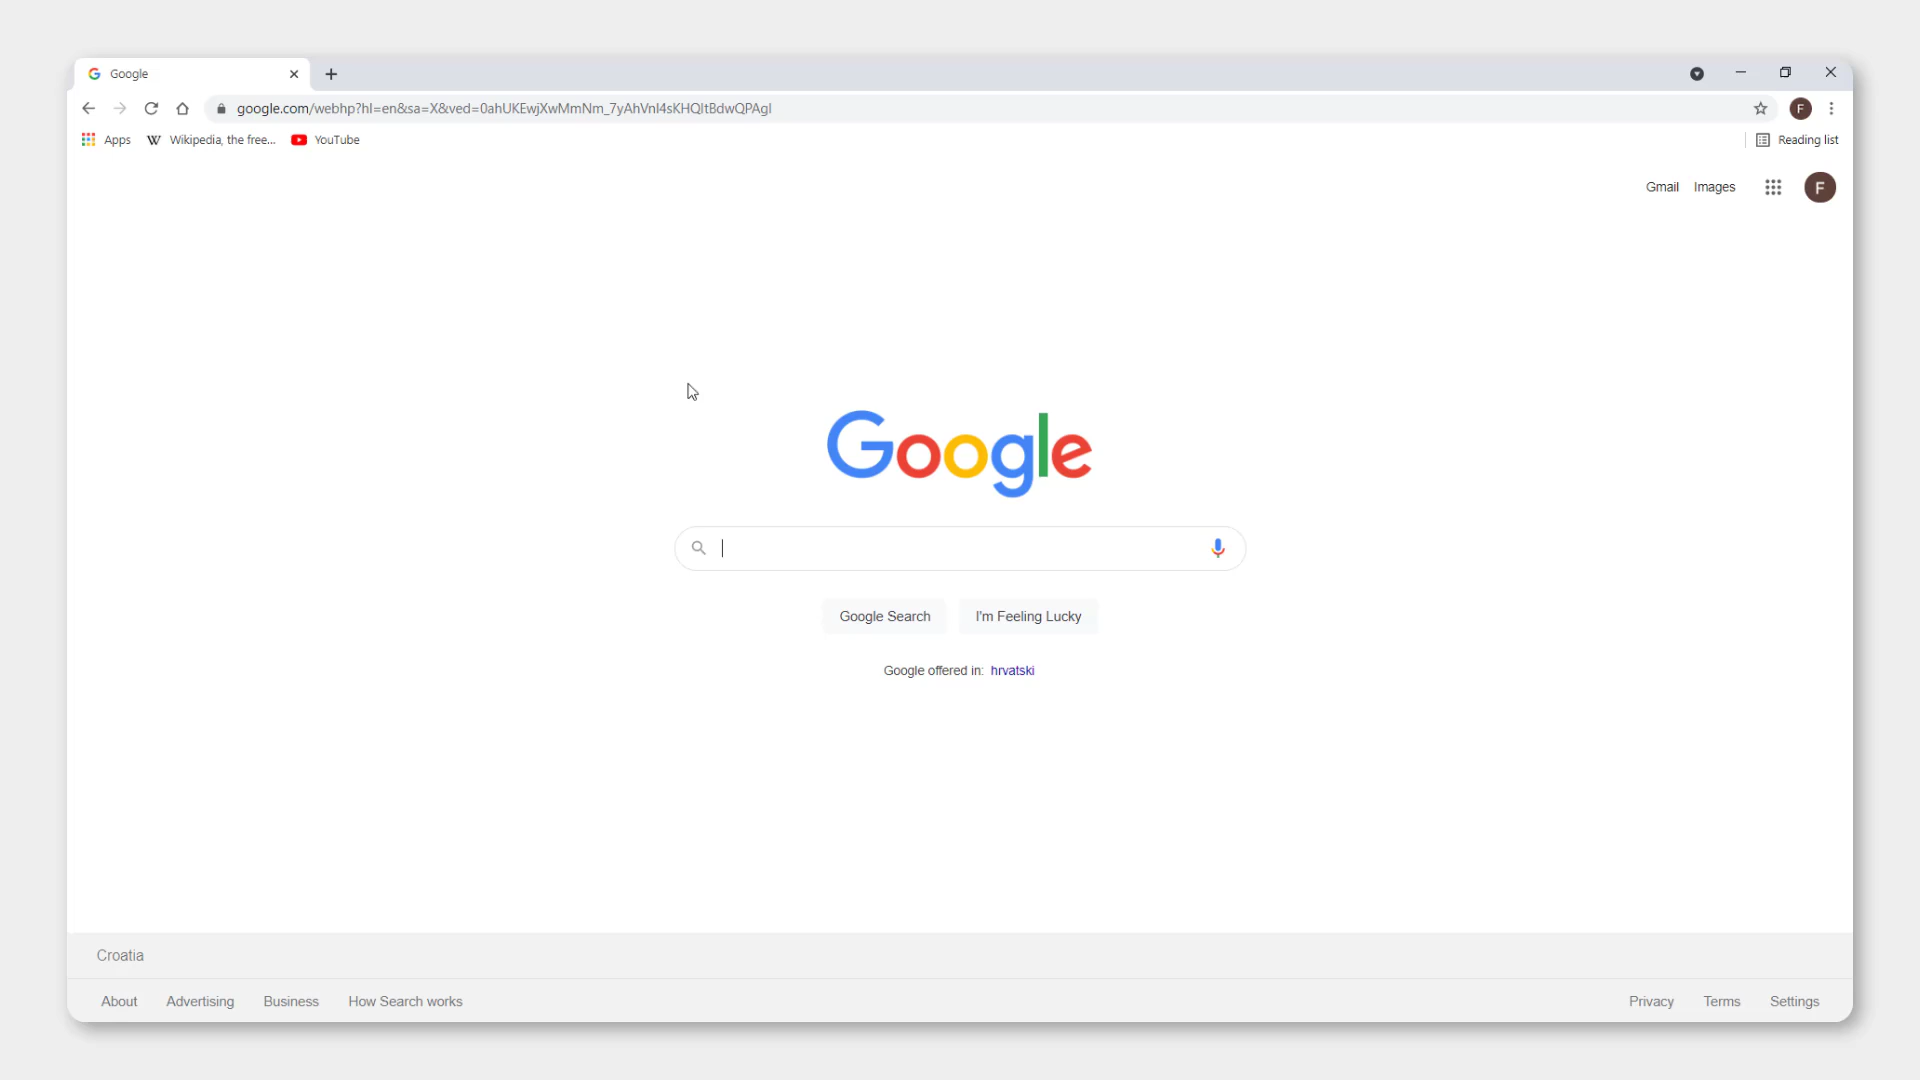 Google
google.com/webhp?hl=en&sa=X&ved=0ahUKEwjXwMmNm_7yAhVnI4sKHQItBdwQPAgI
F
Apps
Wikipedia, the free...
YouTube
Reading list
Gmail
Images
F
Google
Google Search
I'm Feeling Lucky
Google offered in: hrvatski
Croatia
About
Advertising
Business
How Search works
Privacy
Terms
Settings